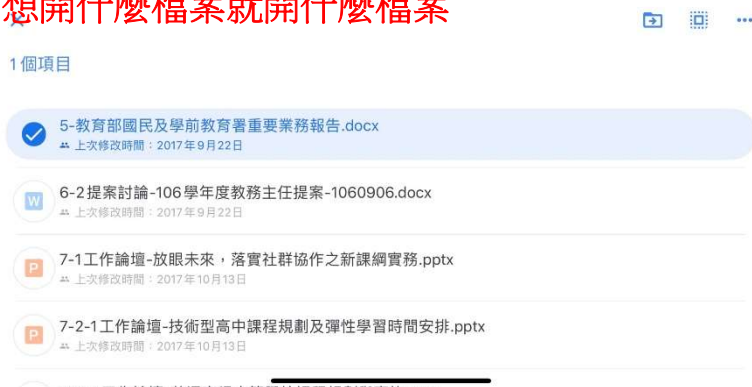 想開什麼檔案就開什麼檔案
1個項目
5-教育部國民及學前教育署重要業務報告.docx
上次修改時間：2017年9月22日
W
6-2提案討論-106學年度教務主任提案-1060906.docx
上次修改時間：2017年9月22日
P
7-1工作論壇-放眼未來，落實社群協作之新課綱實務.pptx
上次修改時間：2017年10月13日
P
7-2-1工作論壇-技術型高中課程規劃及彈性學習時間安排.pptx
上次修改時間：2017年10月13日